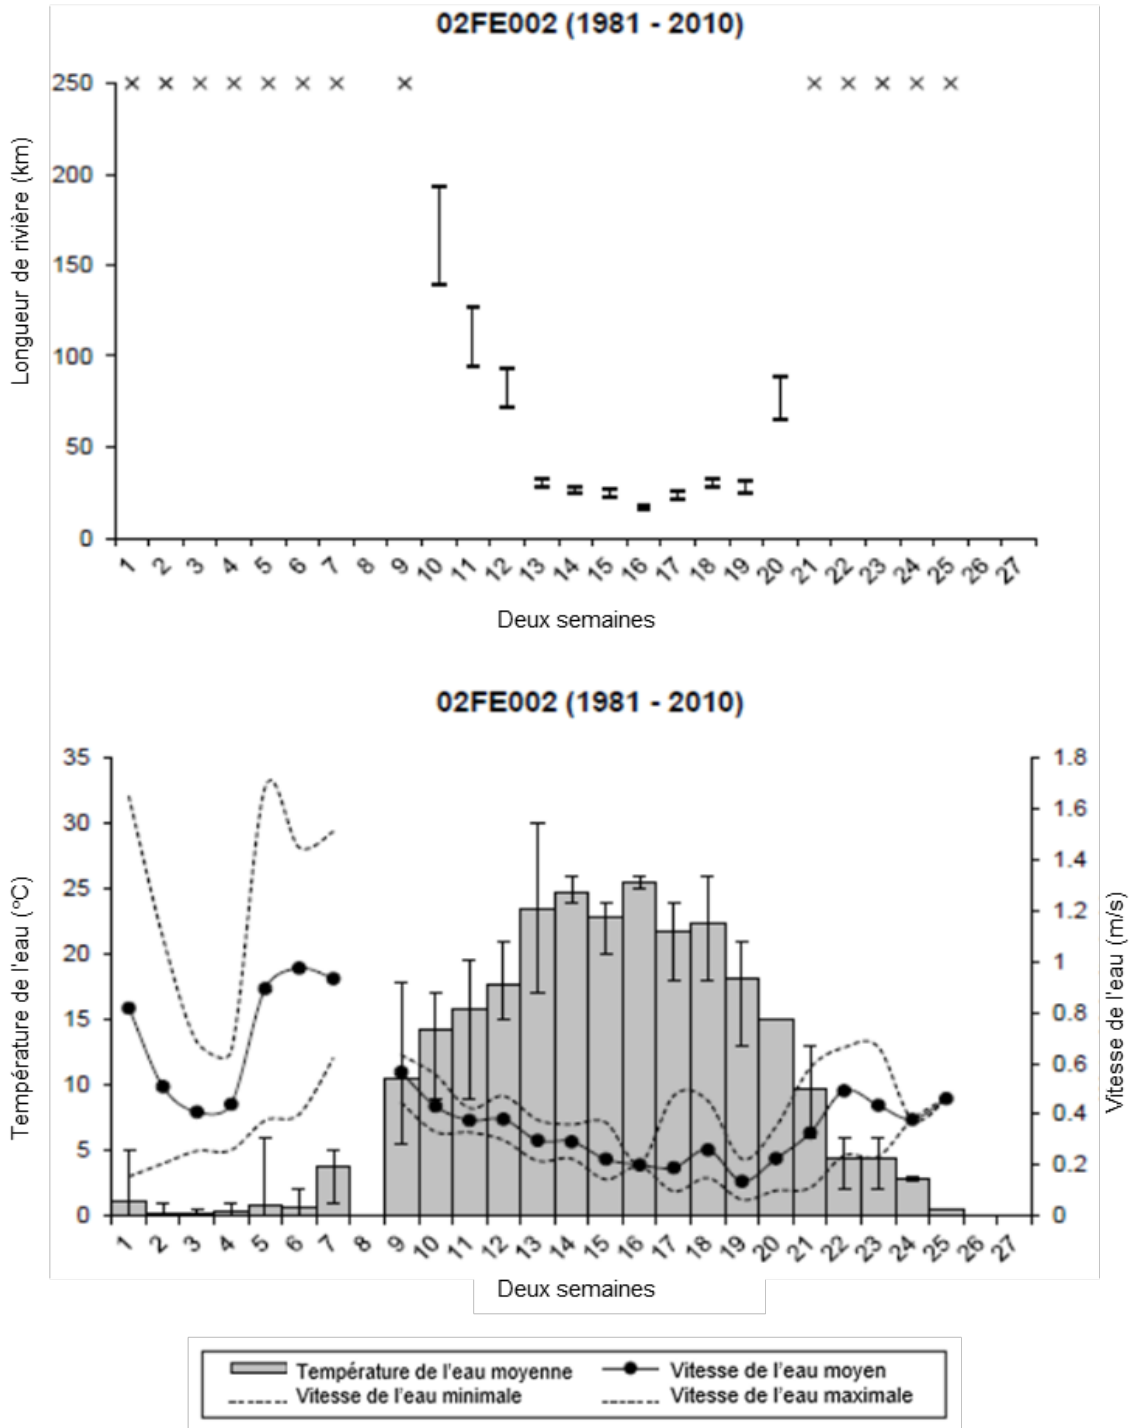 02FE002 (1981 - 2010)
Longueur de rivière (km)
250
200
150
100
50
0
1 2 3 4 5 6 7 8 9 10 11 12 13 14 15 16 17 18 19 20 21 22 23 24 25 26 27
Deux semaines
02FE002 (1981 - 2010)
Température de l'eau (°C)
35
30
25
20
15
10
5
0
1.8
1.6
1.4
1.2
1
0.8
0.6
0.4
0.2
0
Vitesse de l'eau (m/s)
1 2 3 4 5 6 7 8 9 10 11 12 13 14 15 16 17 18 19 20 21 22 23 24 25 26 27
Deux semaines
Température de l'eau moyenne
Vitesse de l'eau moyen
Vitesse de l'eau minimale
Vitesse de l'eau maximale